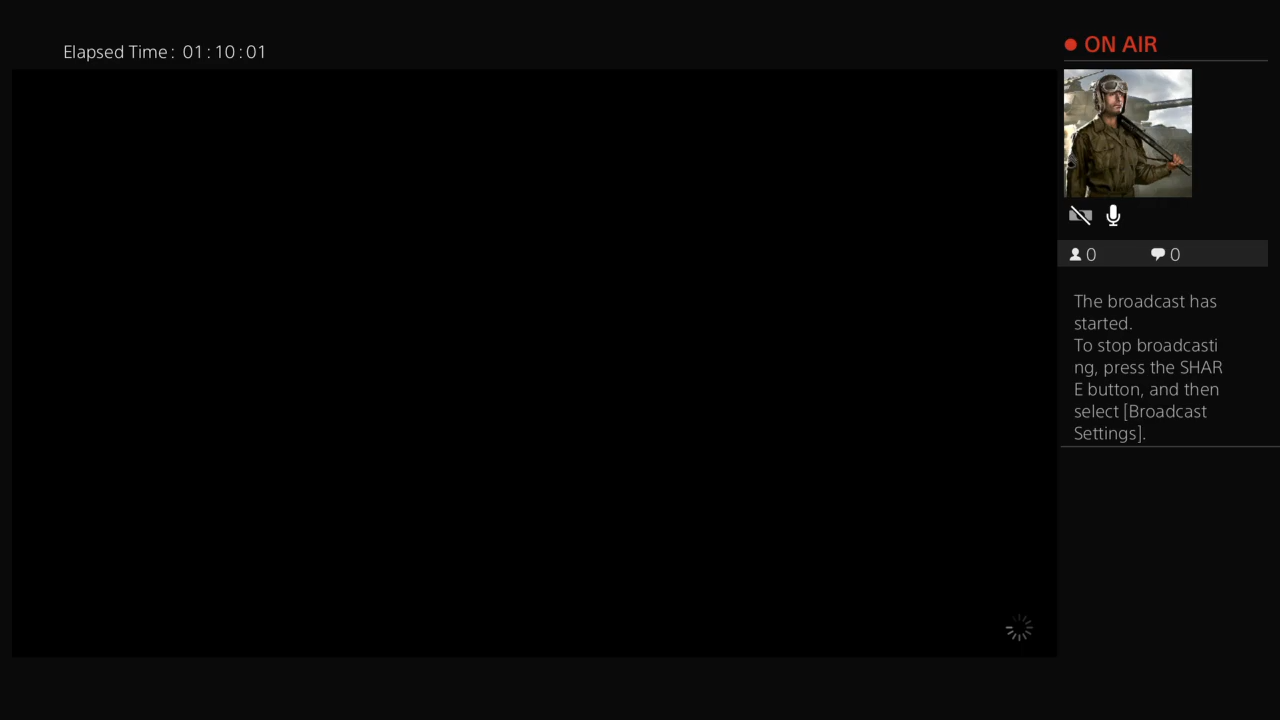 Elapsed Time: 01:10:01
ON AIR
0 0
The broadcast has
started.
To stop broadcasti
ng, press the SHAR
E button, and then
select [Broadcast
Settings].